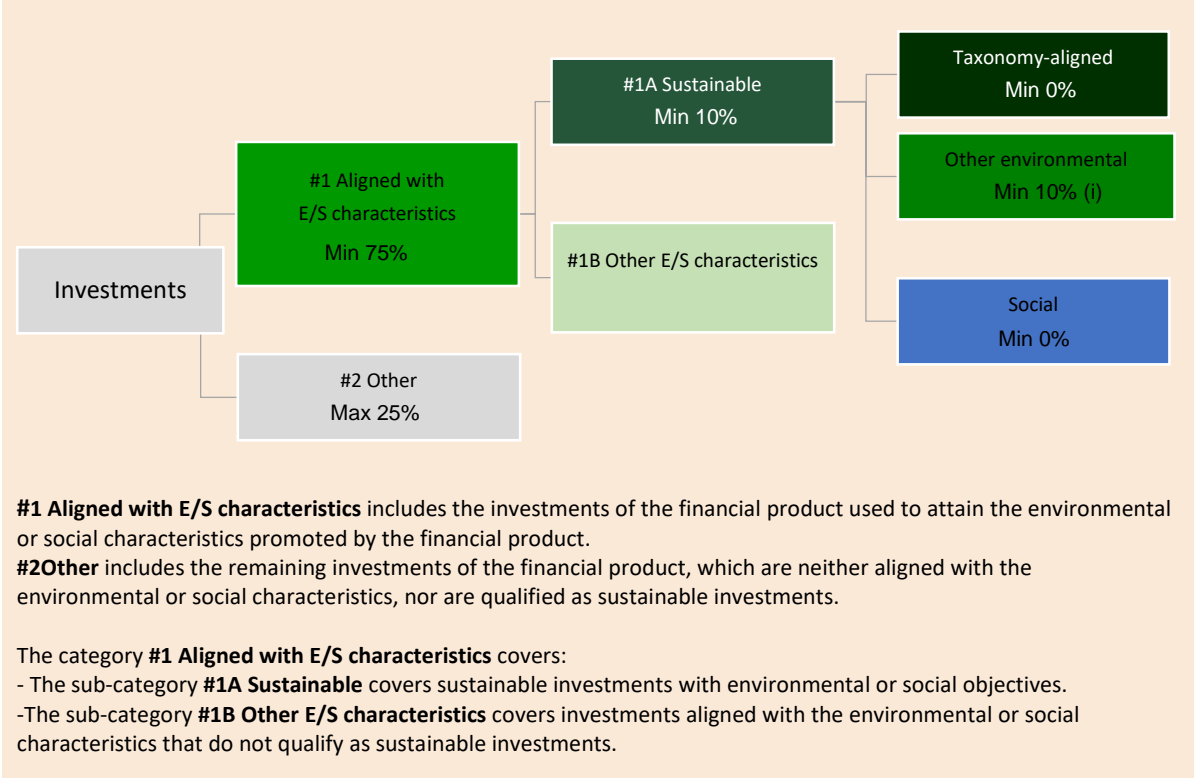 Investments
#1 Aligned with
E/S characteristics
Min 75%
#2 Other
Max 25%
#1A Sustainable
Min 10%
#1B Other E/S characteristics
Taxonomy-aligned
Min 0%
Other environmental
Min 10% (i)
Social
Min 0%
#1 Aligned with E/S characteristics includes the investments of the financial product used to attain the environmental
or social characteristics promoted by the financial product.
#2Other includes the remaining investments of the financial product, which are neither aligned with the
environmental or social characteristics, nor are qualified as sustainable investments.
The category #1 Aligned with E/S characteristics covers:
- The sub-category #1A Sustainable covers sustainable investments with environmental or social objectives.
-The sub-category #1B Other E/S characteristics covers investments aligned with the environmental or social
characteristics that do not qualify as sustainable investments.